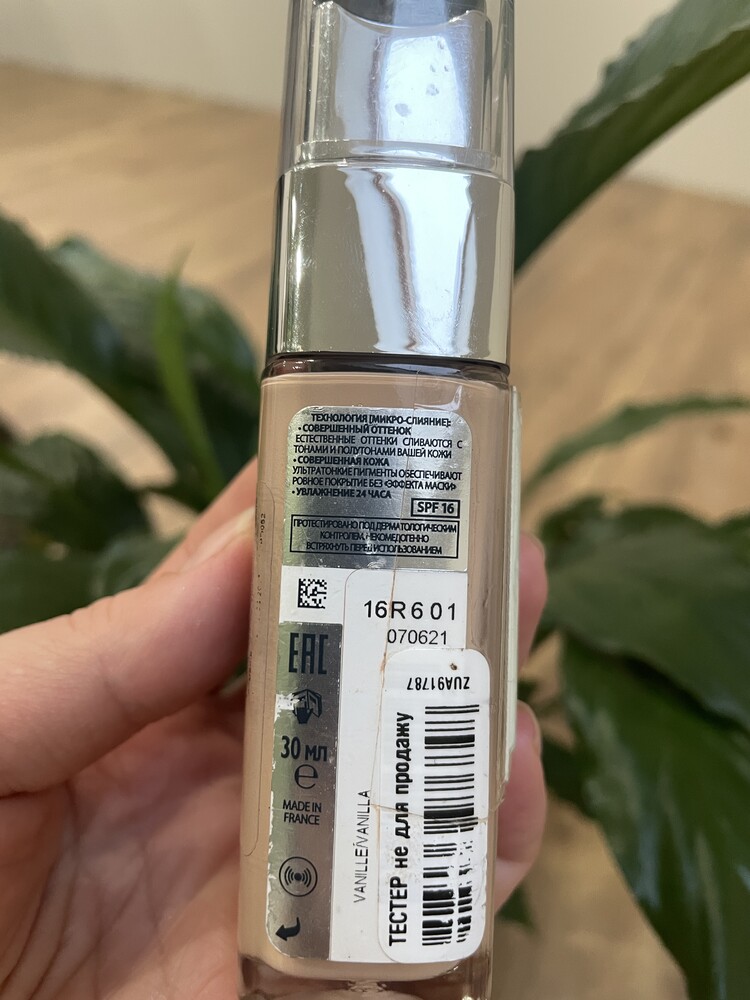 ТЕХНОЛОГИЯ [МИКРО-СЛИЯНИЕ]:
• СОВЕРШЕННЫЙ ОТТЕНОК
ЕСТЕСТВЕННЫЕ ОТТЕНКИ СЛИВАЮТСЯ С
ТОНАМИ И ПОЛУТОНАМИ ВАШЕЙ КОЖИ
• СОВЕРШЕННАЯ КОЖА
УЛЬТРАТОНКИЕ ПИГМЕНТЫ ОБЕСПЕЧИВАЮТ
РОВНОЕ ПОКРЫТИЕ БЕЗ «ЭФФЕКТА МАСКИ»
• УВЛАЖНЕНИЕ 24 ЧАСА
SPF 16
ПРОТЕСТИРОВАНО ПОД ДЕРМАТОЛОГИЧЕСКИМ
КОНТРОЛЕМ, НЕКОМЕДОГЕННО
ВСТРЯХНУТЬ ПЕРЕД ИСПОЛЬЗОВАНИЕМ
16R601
070621
EAC
30 мл
e
MADE IN
FRANCE
VANILLE/VANILLA
ZUA91787
ТЕСТЕР не для продажу